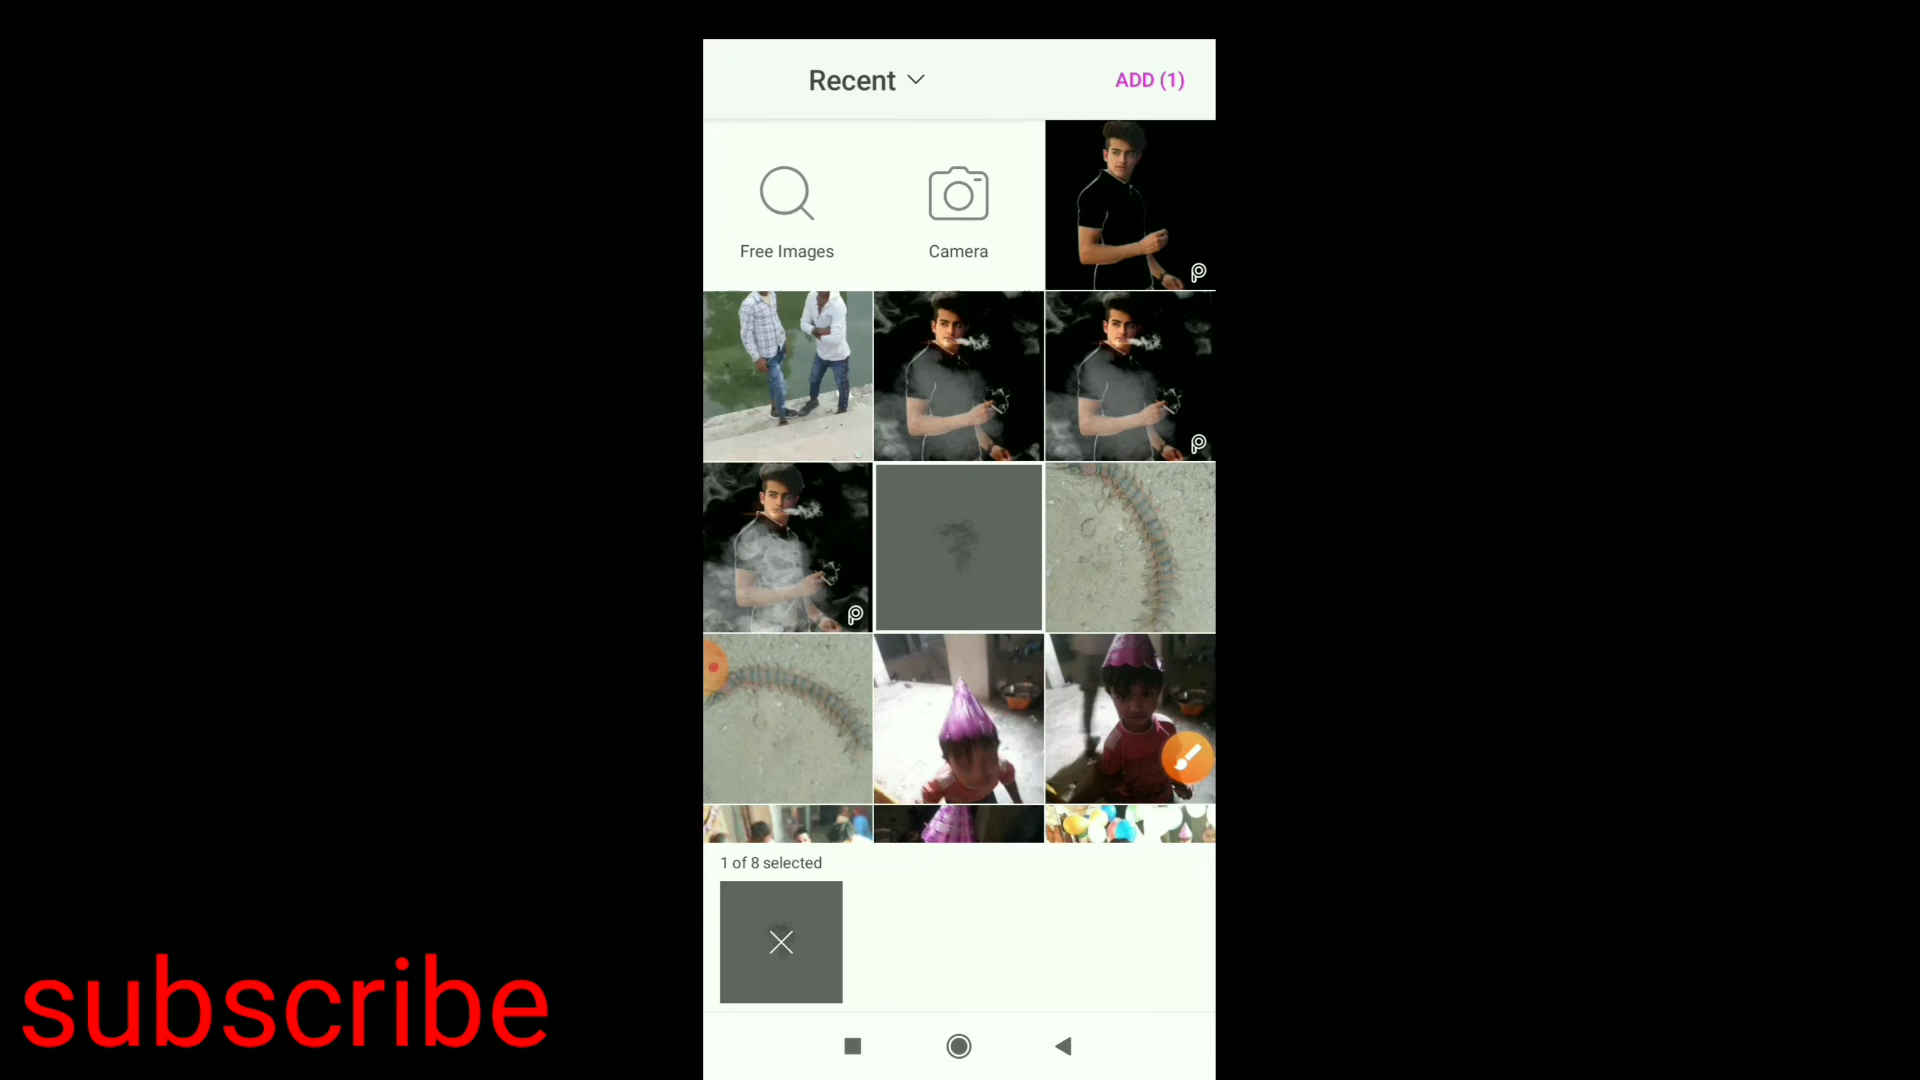 Recent
ADD (1)
Free Images
Camera
1 of 8 selected
subscribe